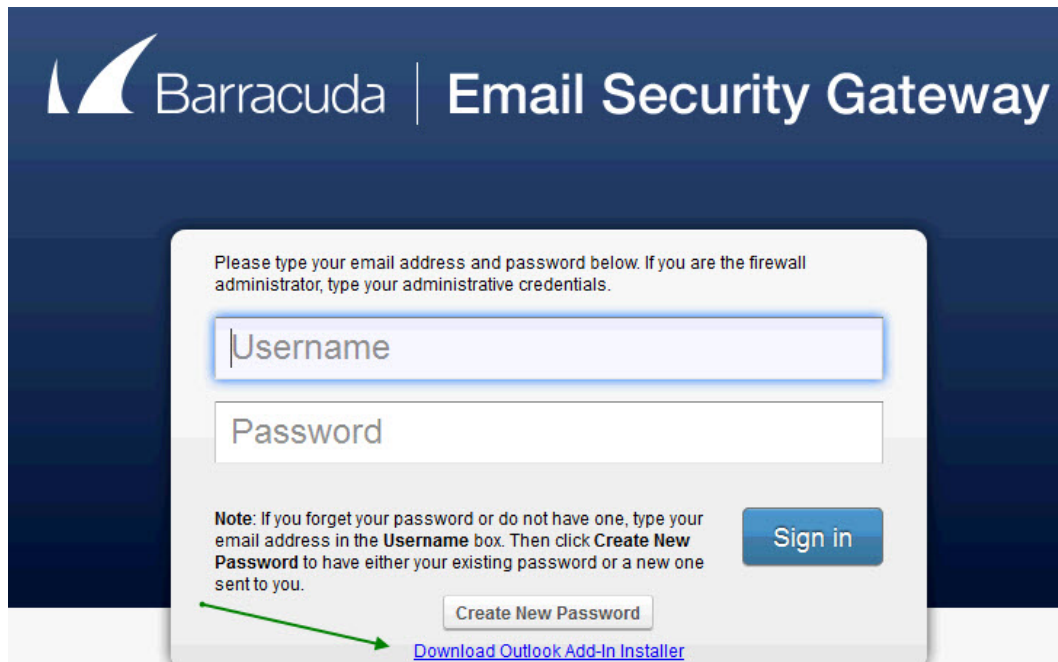 Barracuda | Email Security Gateway
Please type your email address and password below. If you are the firewall
administrator, type your administrative credentials.
Username
Password
Note: If you forget your password or do not have one, type your
email address in the Username box. Then click Create New
Password to have either your existing password or a new one
sent to you.
Sign in
Create New Password
Download Outlook Add-In Installer